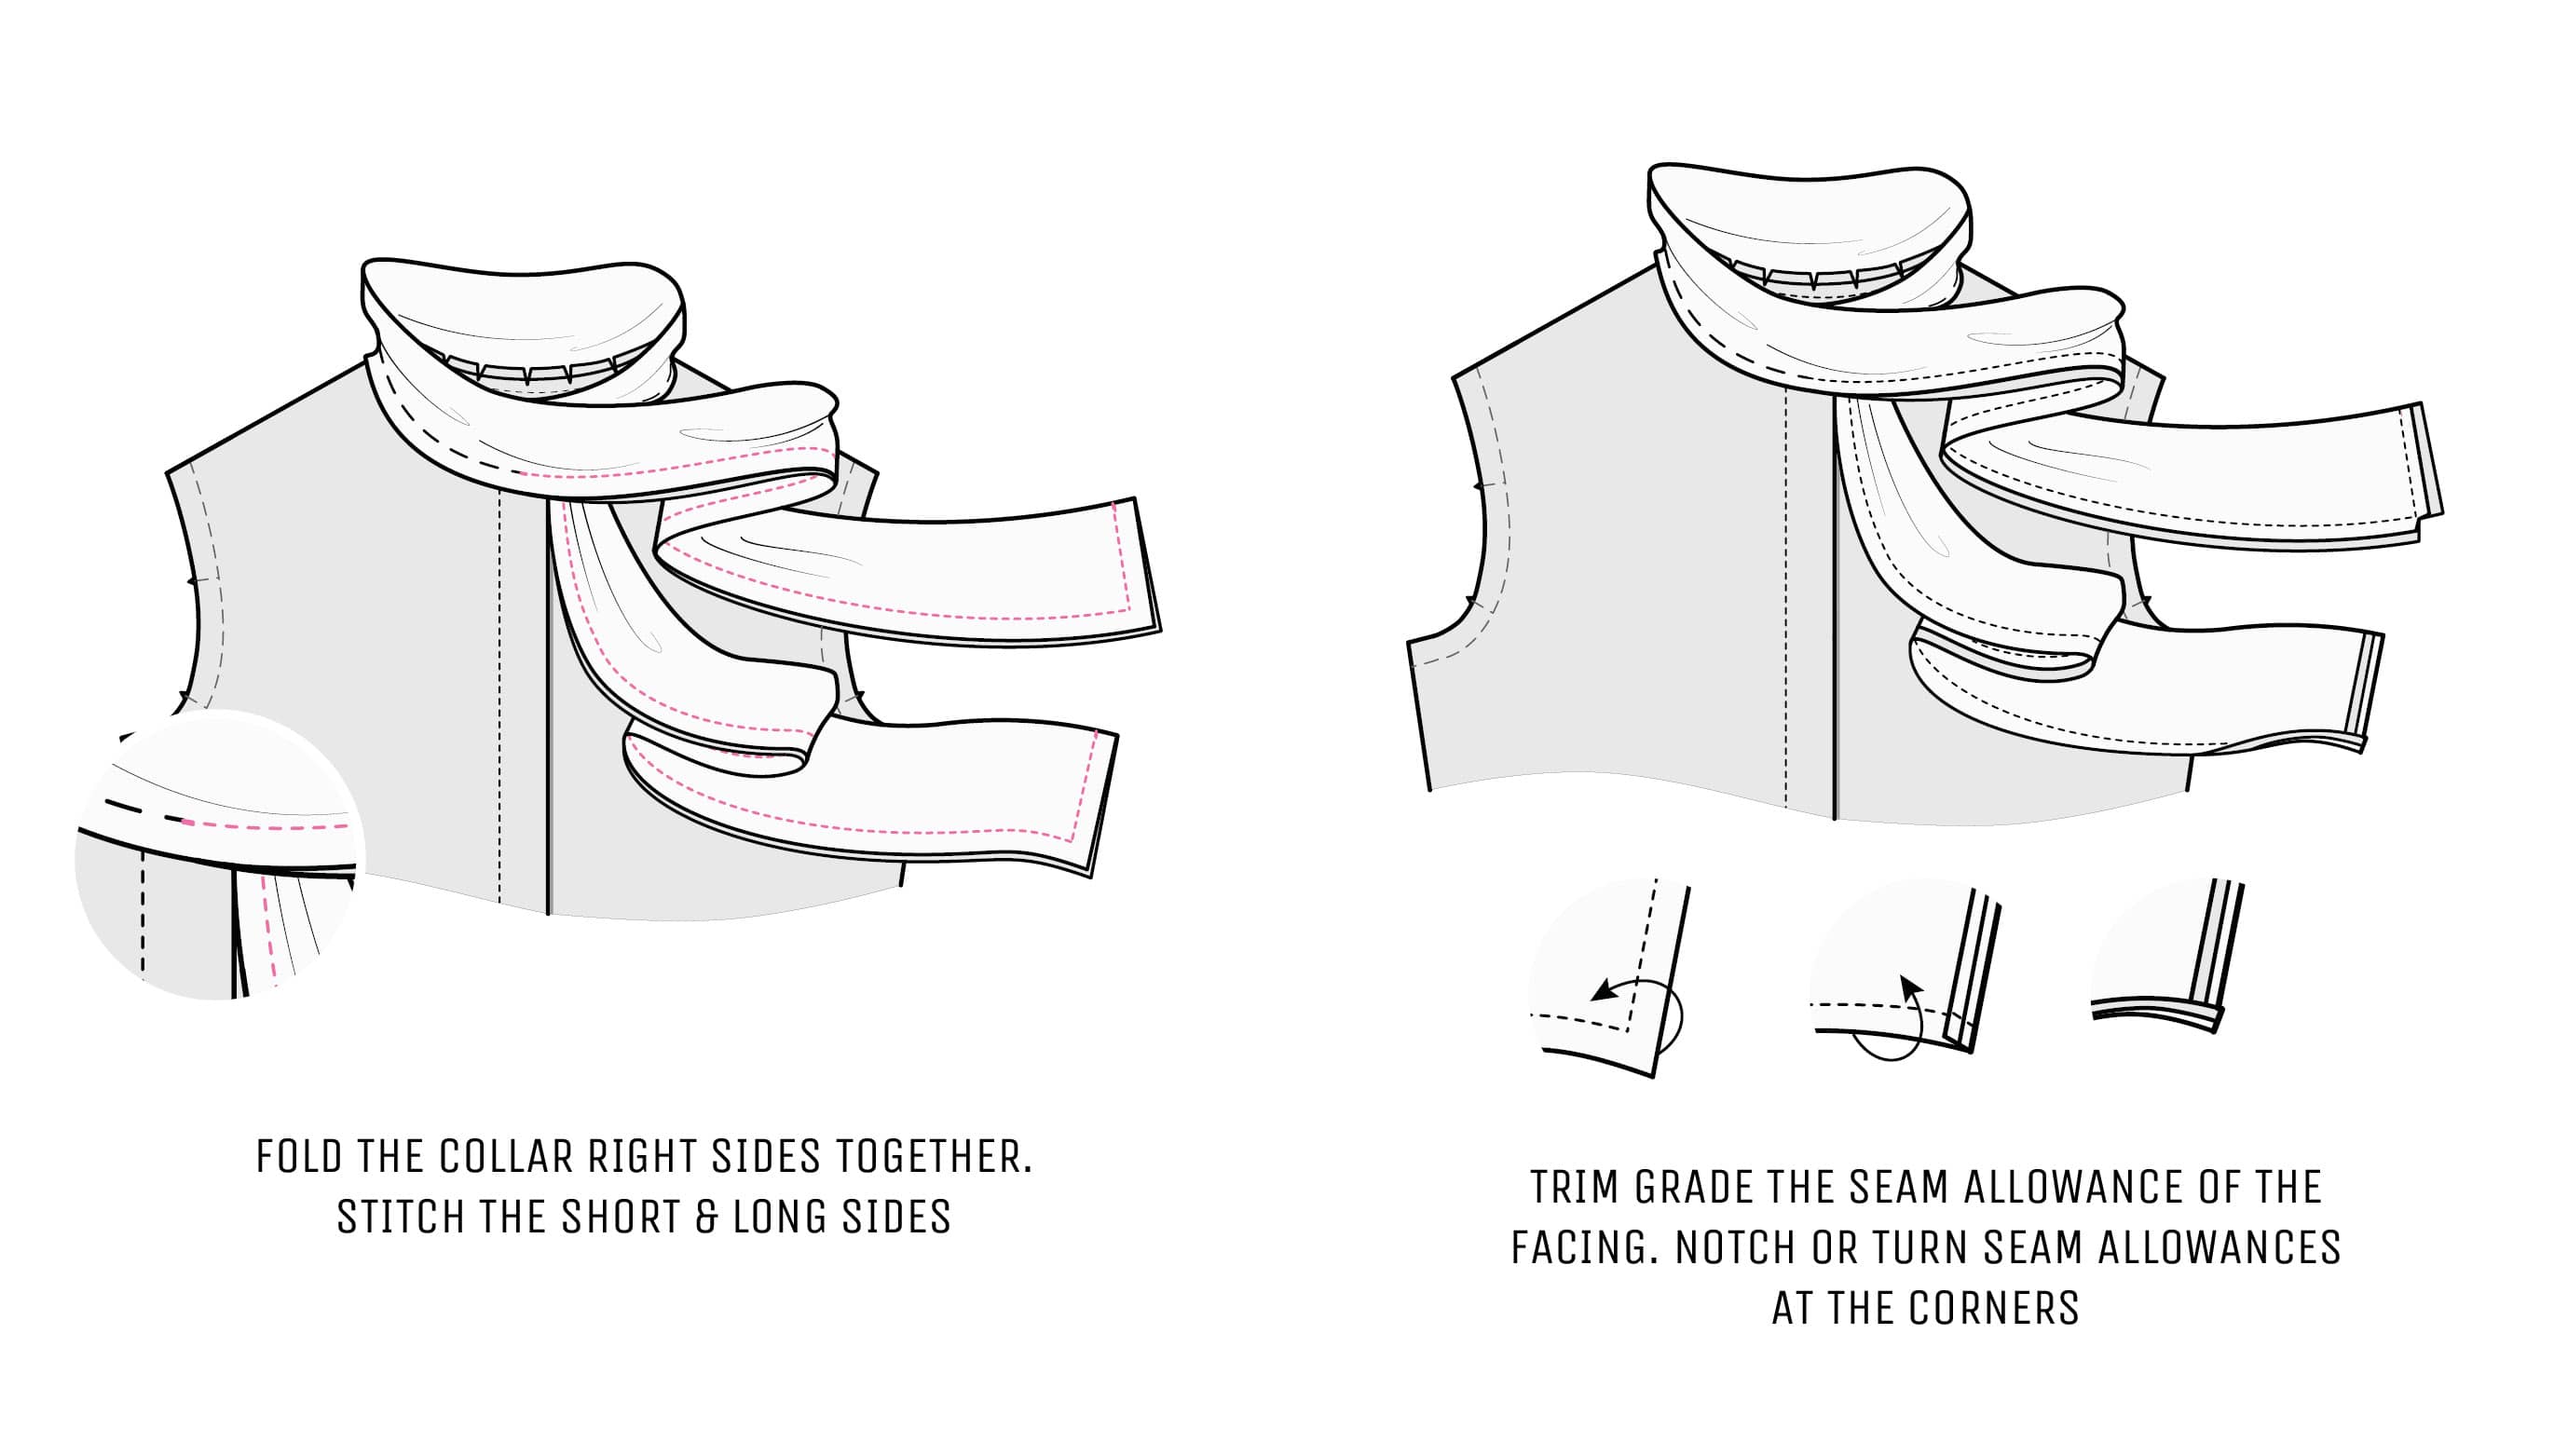 FOLD THE COLLAR RIGHT SIDES TOGETHER.
STITCH THE SHORT & LONG SIDES
TRIM GRADE THE SEAM ALLOWANCE OF THE
FACING. NOTCH OR TURN SEAM ALLOWANCES
AT THE CORNERS